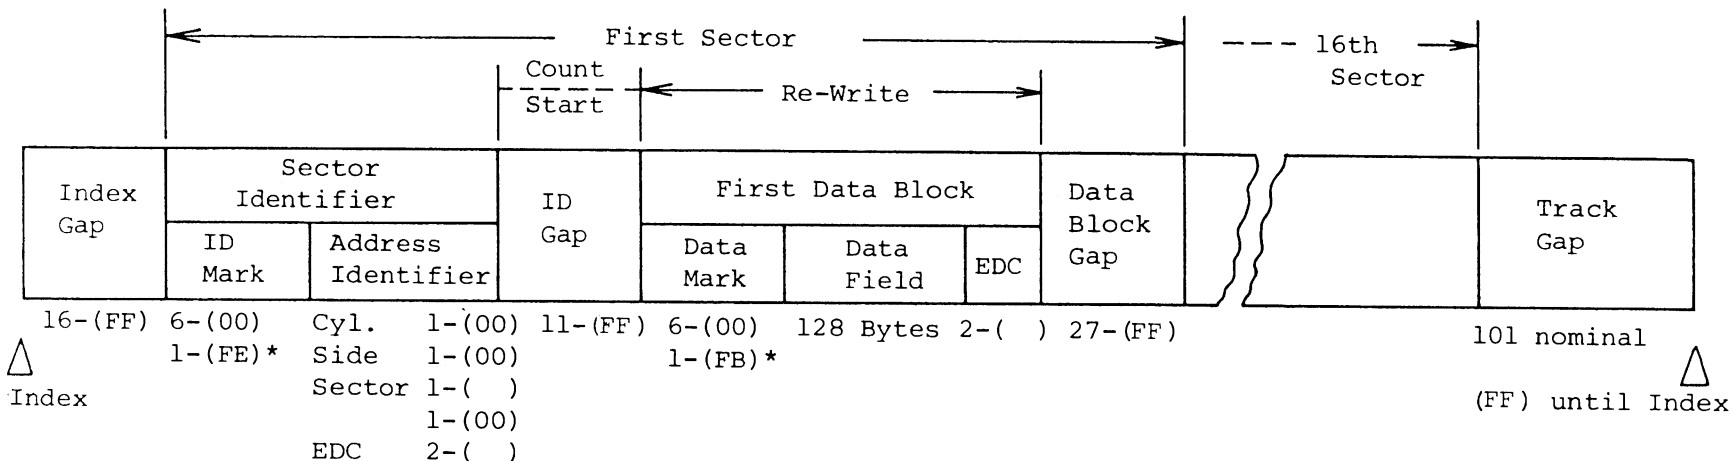 First Sector
16th
Sector
Count
Start
Re-Write
Index
Gap
Sector
Identifier
ID
Mark
Address
Identifier
ID
Gap
First Data Block
Data
Mark
Data
Field
EDC
Data
Block
Gap
Track
Gap
16-(FF)
6-(00)
1-(FE)*
Cyl. 1-(00)
Side 1-(00)
Sector 1-( )
1-(00)
EDC 2-( )
11-(FF)
6-(00)
1-(FB)*
128 Bytes
2-( )
27-(FF)
101 nominal
(FF) until Index
Index